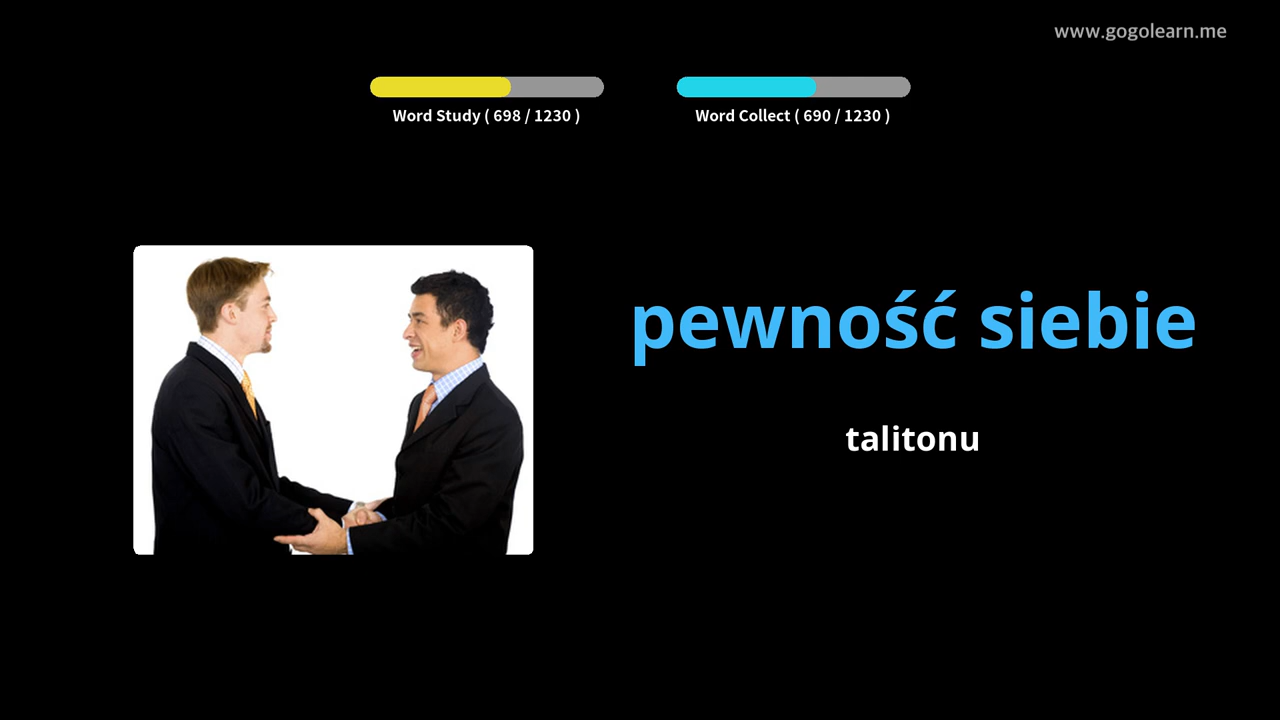 www.gogolearn.me
Word Study ( 698 / 1230 )
Word Collect ( 690 / 1230 )
pewność siebie
talitonu